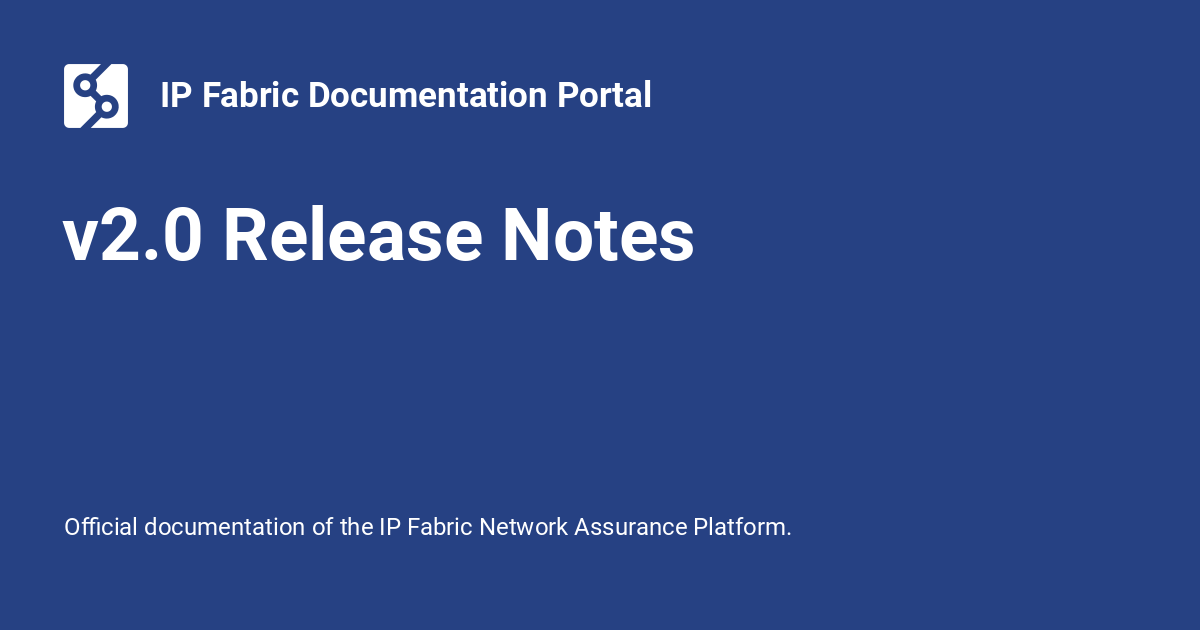 IP Fabric Documentation Portal
v2.0 Release Notes
Official documentation of the IP Fabric Network Assurance Platform.